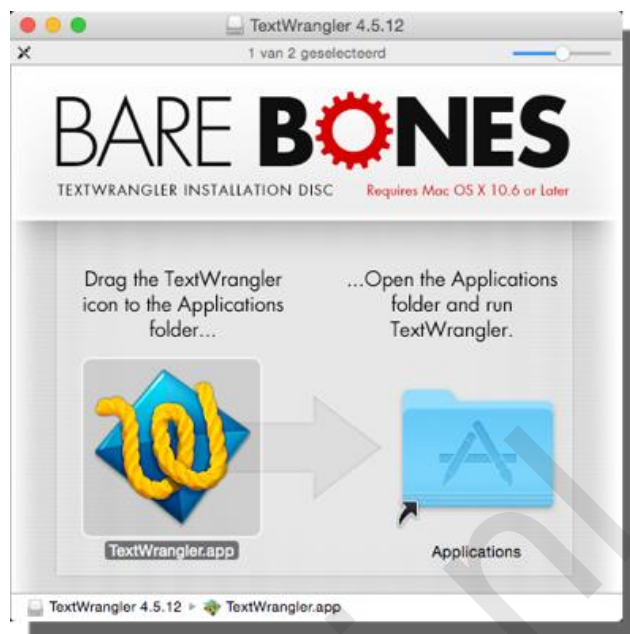 TextWrangler 4.5.12
1 van 2 geselecteerd
BARE BONES
TEXTWRANGLER INSTALLATION DISC Requires Mac OS X 10.6 or Later
Drag the TextWrangler
icon to the Applications
folder...
...Open the Applications
folder and run
TextWrangler.
TextWrangler.app
Applications
TextWrangler 4.5.12 ▸ TextWrangler.app